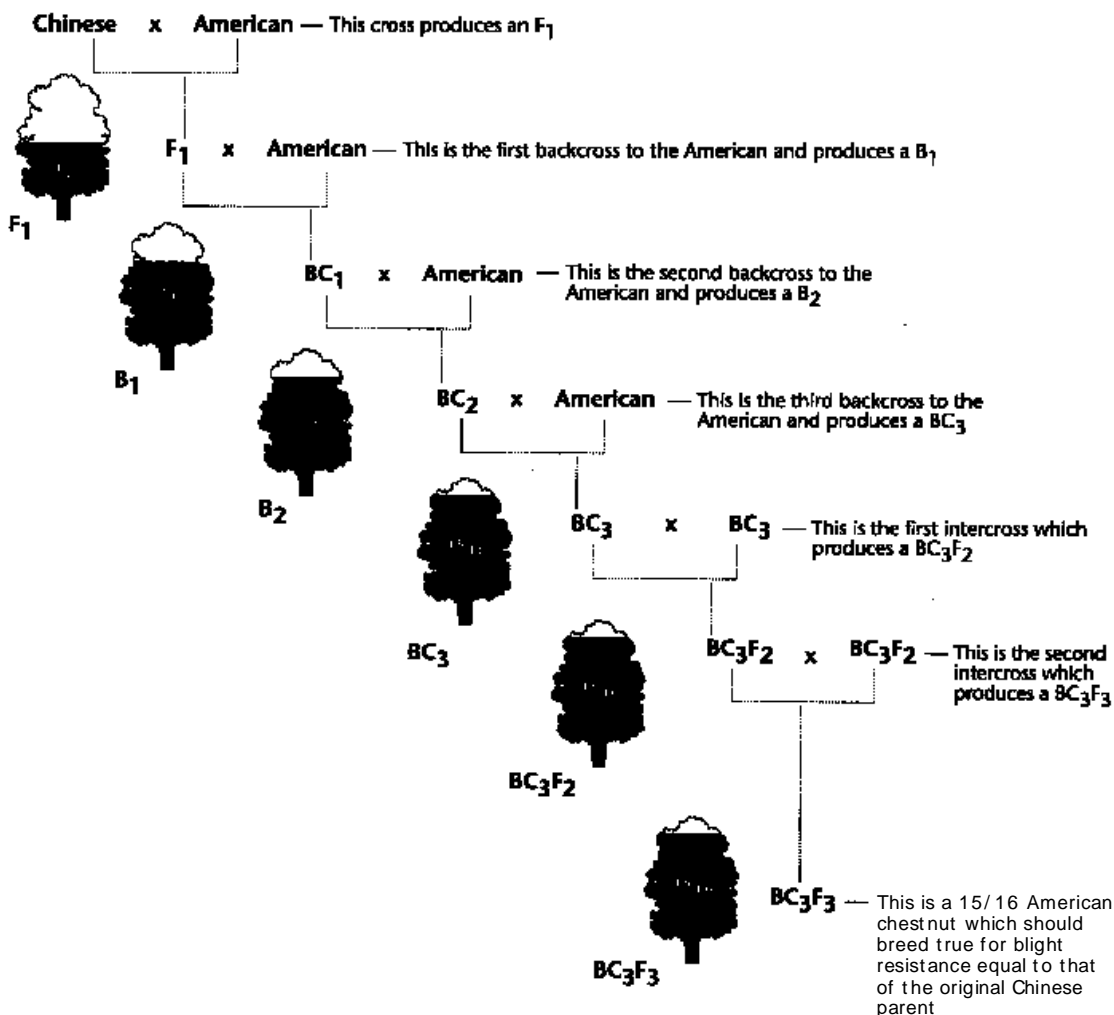 Chinese x American — This cross produces an F1
F1 x American — This is the first backcross to the American and produces a B1
F1
BC1 x American — This is the second backcross to the
American and produces a B2
B1
BC2 x American — This is the third backcross to the
American and produces a BC3
B2
BC3 x BC3 — This is the first intercross which
produces a BC3F2
BC3
BC3F2 x BC3F2 — This is the second
intercross which
produces a BC3F3
BC3F2
BC3F3 — This is a 15/16 American
chestnut which should
breed true for blight
resistance equal to that
of the original Chinese
parent
BC3F3